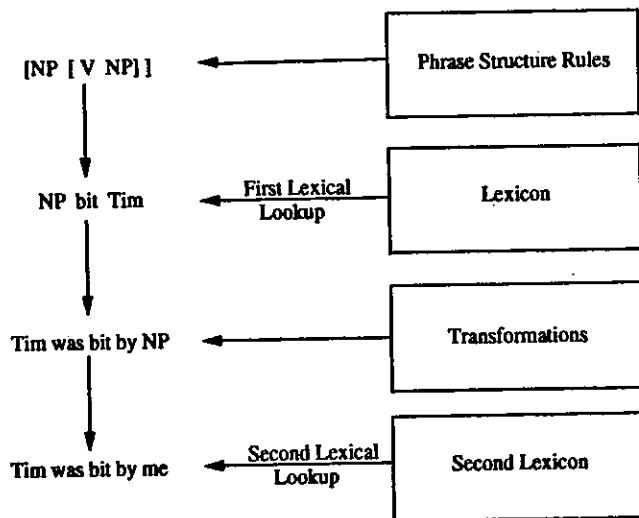 [NP [ V NP] ]
Phrase Structure Rules
NP bit Tim
First Lexical
Lookup
Lexicon
Tim was bit by NP
Transformations
Tim was bit by me
Second Lexical
Lookup
Second Lexicon